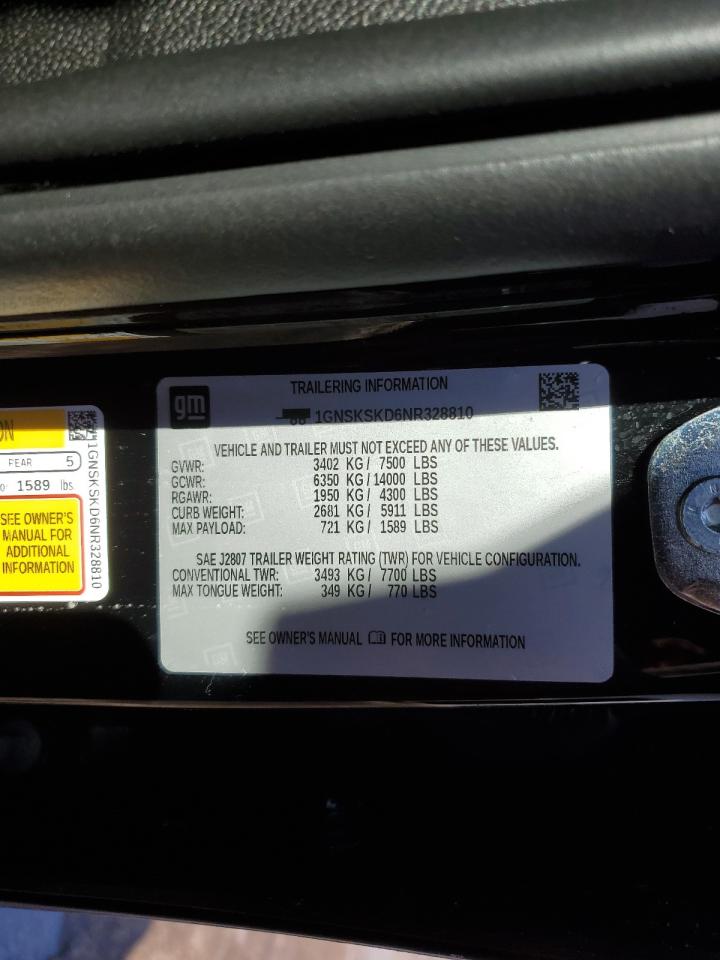 ON
FEAR 5
1589 lbs
SEE OWNER'S
MANUAL FOR
ADDITIONAL
INFORMATION
1GNSKSKD6NR328810
gm
TRAILERING INFORMATION
1GNSKSKD6NR328810
VEHICLE AND TRAILER MUST NOT EXCEED ANY OF THESE VALUES.
GVWR: 3402 KG/ 7500 LBS
GCWR: 6350 KG/14000 LBS
RGAWR: 1950 KG/ 4300 LBS
CURB WEIGHT: 2681 KG/ 5911 LBS
MAX PAYLOAD: 721 KG/ 1589 LBS
SAE J2807 TRAILER WEIGHT RATING (TWR) FOR VEHICLE CONFIGURATION.
CONVENTIONAL TWR: 3493 KG/ 7700 LBS
MAX TONGUE WEIGHT: 349 KG/ 770 LBS
SEE OWNER'S MANUAL FOR MORE INFORMATION